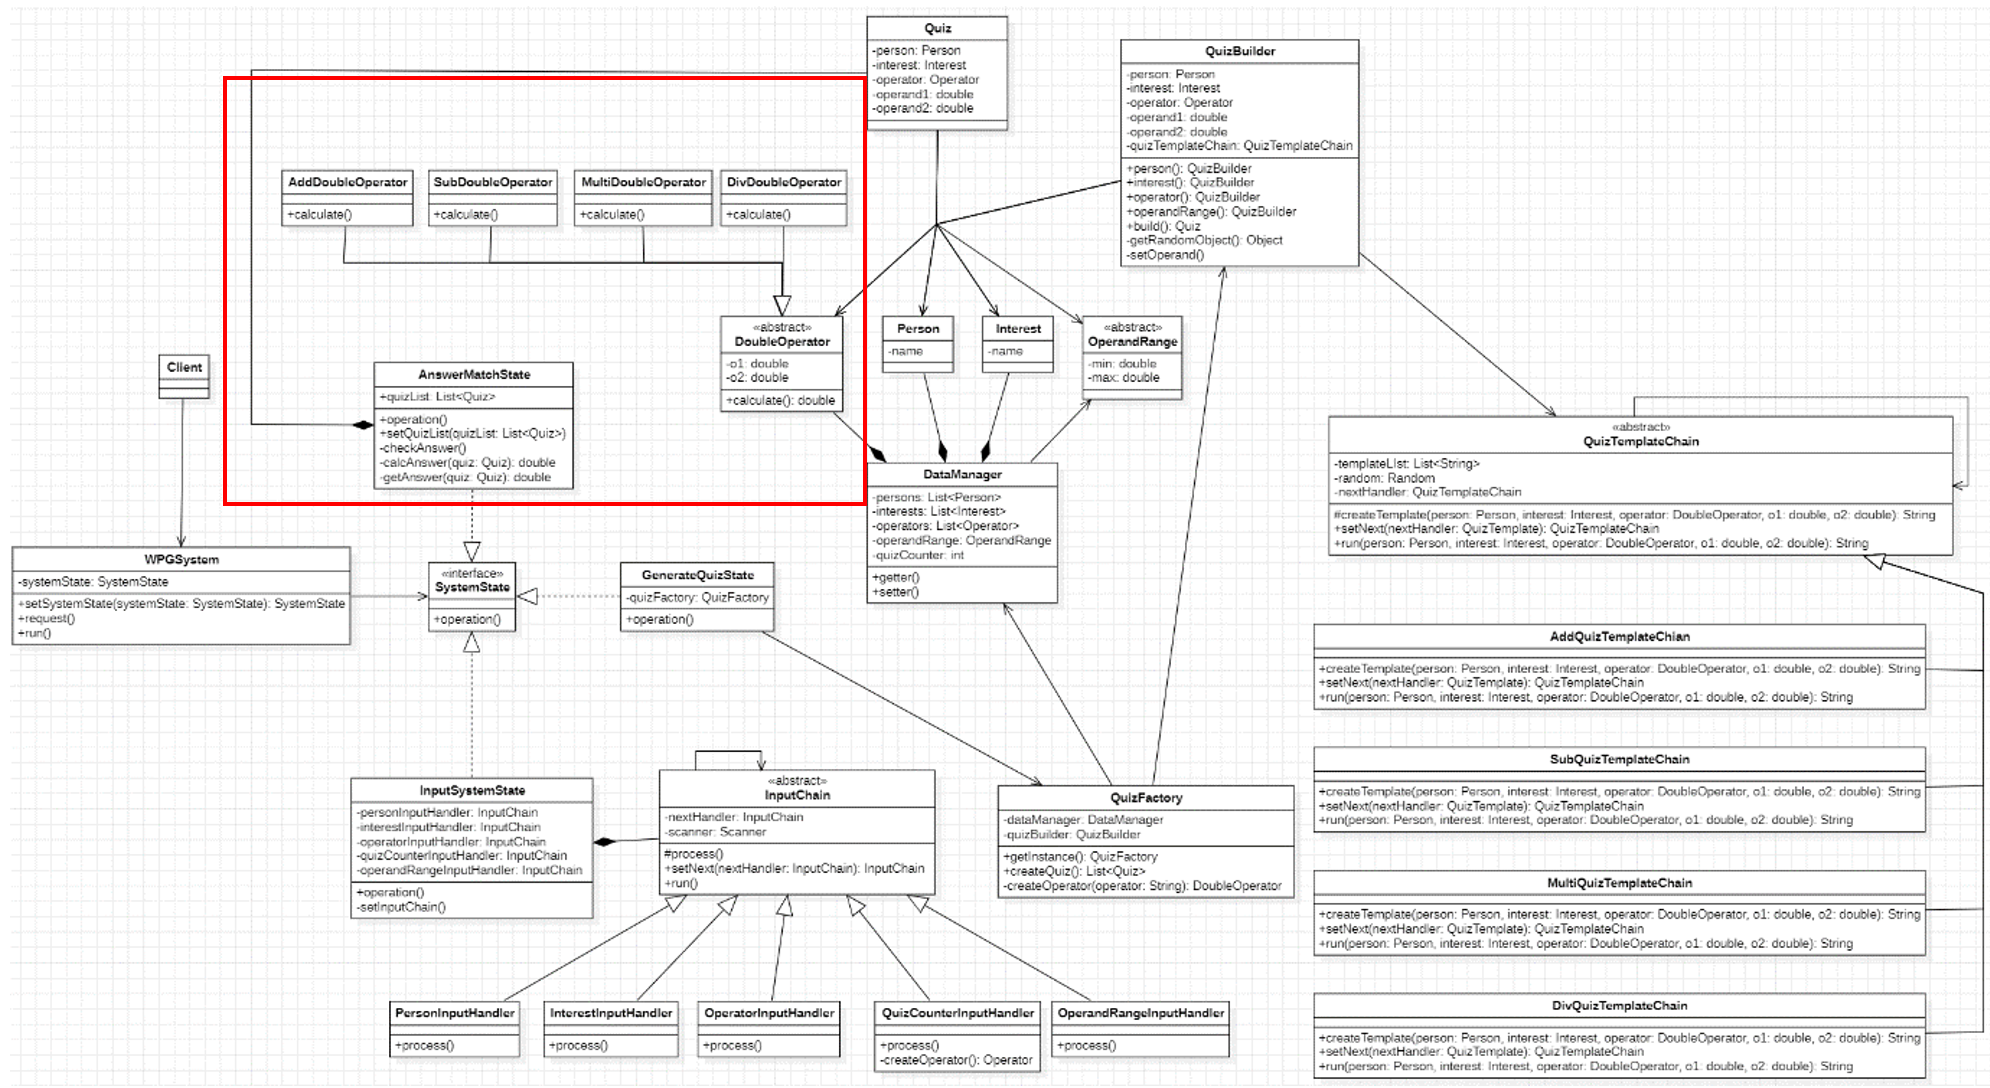 Quiz
-person: Person
-interest: Interest
-operator: Operator
-operand1: double
-operand2: double
QuizBuilder
-person: Person
-interest: Interest
-operator: Operator
-operand1: double
-operand2: double
-quizTemplateChain: QuizTemplateChain
+person(): QuizBuilder
+interest(): QuizBuilder
+operator(): QuizBuilder
+operandRange(): QuizBuilder
+build(): Quiz
-getRandomObject(): Object
-setOperand()
AddDoubleOperator
+calculate()
SubDoubleOperator
+calculate()
MultiDoubleOperator
+calculate()
DivDoubleOperator
+calculate()
«abstract»
DoubleOperator
-o1: double
-o2: double
+calculate(): double
Person
-name
Interest
-name
«abstract»
OperandRange
-min: double
-max: double
Client
AnswerMatchState
+quizList: List<Quiz>
+operation()
+setQuizList(quizList: List<Quiz>)
-checkAnswer()
-calcAnswer(quiz: Quiz): double
-getAnswer(quiz: Quiz): double
DataManager
-persons: List<Person>
-interests: List<Interest>
-operators: List<Operator>
-operandRange: OperandRange
-quizCounter: int
+getter()
+setter()
«abstract»
QuizTemplateChain
-templateList: List<String>
-random: Random
-nextHandler: QuizTemplateChain
#createTemplate(person: Person, interest: Interest, operator: DoubleOperator, o1: double, o2: double): String
+setNext(nextHandler: QuizTemplate): QuizTemplateChain
+run(person: Person, interest: Interest, operator: DoubleOperator, o1: double, o2: double): String
WPGSystem
-systemState: SystemState
+setSystemState(systemState: SystemState): SystemState
+request()
+run()
«interface»
SystemState
+operation()
GenerateQuizState
-quizFactory: QuizFactory
+operation()
AddQuizTemplateChian
+createTemplate(person: Person, interest: Interest, operator: DoubleOperator, o1: double, o2: double): String
+setNext(nextHandler: QuizTemplate): QuizTemplateChain
+run(person: Person, interest: Interest, operator: DoubleOperator, o1: double, o2: double): String
SubQuizTemplateChain
+createTemplate(person: Person, interest: Interest, operator: DoubleOperator, o1: double, o2: double): String
+setNext(nextHandler: QuizTemplate): QuizTemplateChain
+run(person: Person, interest: Interest, operator: DoubleOperator, o1: double, o2: double): String
InputSystemState
-personInputHandler: InputChain
-interestInputHandler: InputChain
-operatorInputHandler: InputChain
-quizCounterInputHandler: InputChain
-operandRangeInputHandler: InputChain
+operation()
-setInputChain()
«abstract»
InputChain
-nextHandler: InputChain
-scanner: Scanner
#process()
+setNext(nextHandler: InputChain): InputChain
+run()
QuizFactory
-dataManager: DataManager
-quizBuilder: QuizBuilder
+getInstance(): QuizFactory
+createQuiz(): List<Quiz>
-createOperator(operator: String): DoubleOperator
MultiQuizTemplateChain
+createTemplate(person: Person, interest: Interest, operator: DoubleOperator, o1: double, o2: double): String
+setNext(nextHandler: QuizTemplate): QuizTemplateChain
+run(person: Person, interest: Interest, operator: DoubleOperator, o1: double, o2: double): String
PersonInputHandler
+process()
InterestInputHandler
+process()
OperatorInputHandler
+process()
QuizCounterInputHandler
+process()
-createOperator(): Operator
OperandRangeInputHandler
+process()
DivQuizTemplateChain
+createTemplate(person: Person, interest: Interest, operator: DoubleOperator, o1: double, o2: double): String
+setNext(nextHandler: QuizTemplate): QuizTemplateChain
+run(person: Person, interest: Interest, operator: DoubleOperator, o1: double, o2: double): String